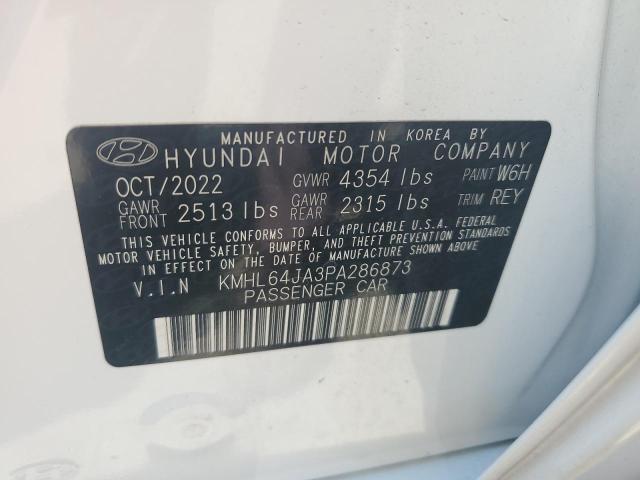 MANUFACTURED IN KOREA BY
HYUNDAI MOTOR COMPANY
OCT/2022 GVWR 4354 lbs PAINT W6H
GAWR FRONT 2513 lbs GAWR REAR 2315 lbs TRIM REY
THIS VEHICLE CONFORMS TO ALL APPLICABLE U.S.A. FEDERAL
MOTOR VEHICLE SAFETY, BUMPER, AND THEFT PREVENTION STANDARDS
IN EFFECT ON THE DATE OF MANUFACTURE SHOWN ABOVE.
V.I.N KMHL64JA3PA286873
PASSENGER CAR